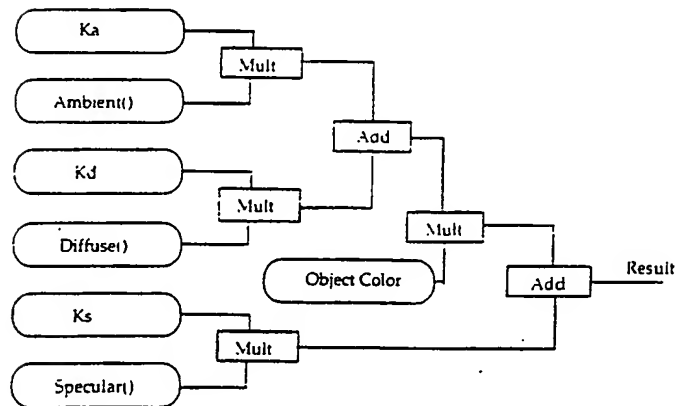 Ka
Mult
Ambient()
Add
Kd
Mult
Mult
Diffuse()
Object Color
Result
Add
Ks
Mult
Specular()